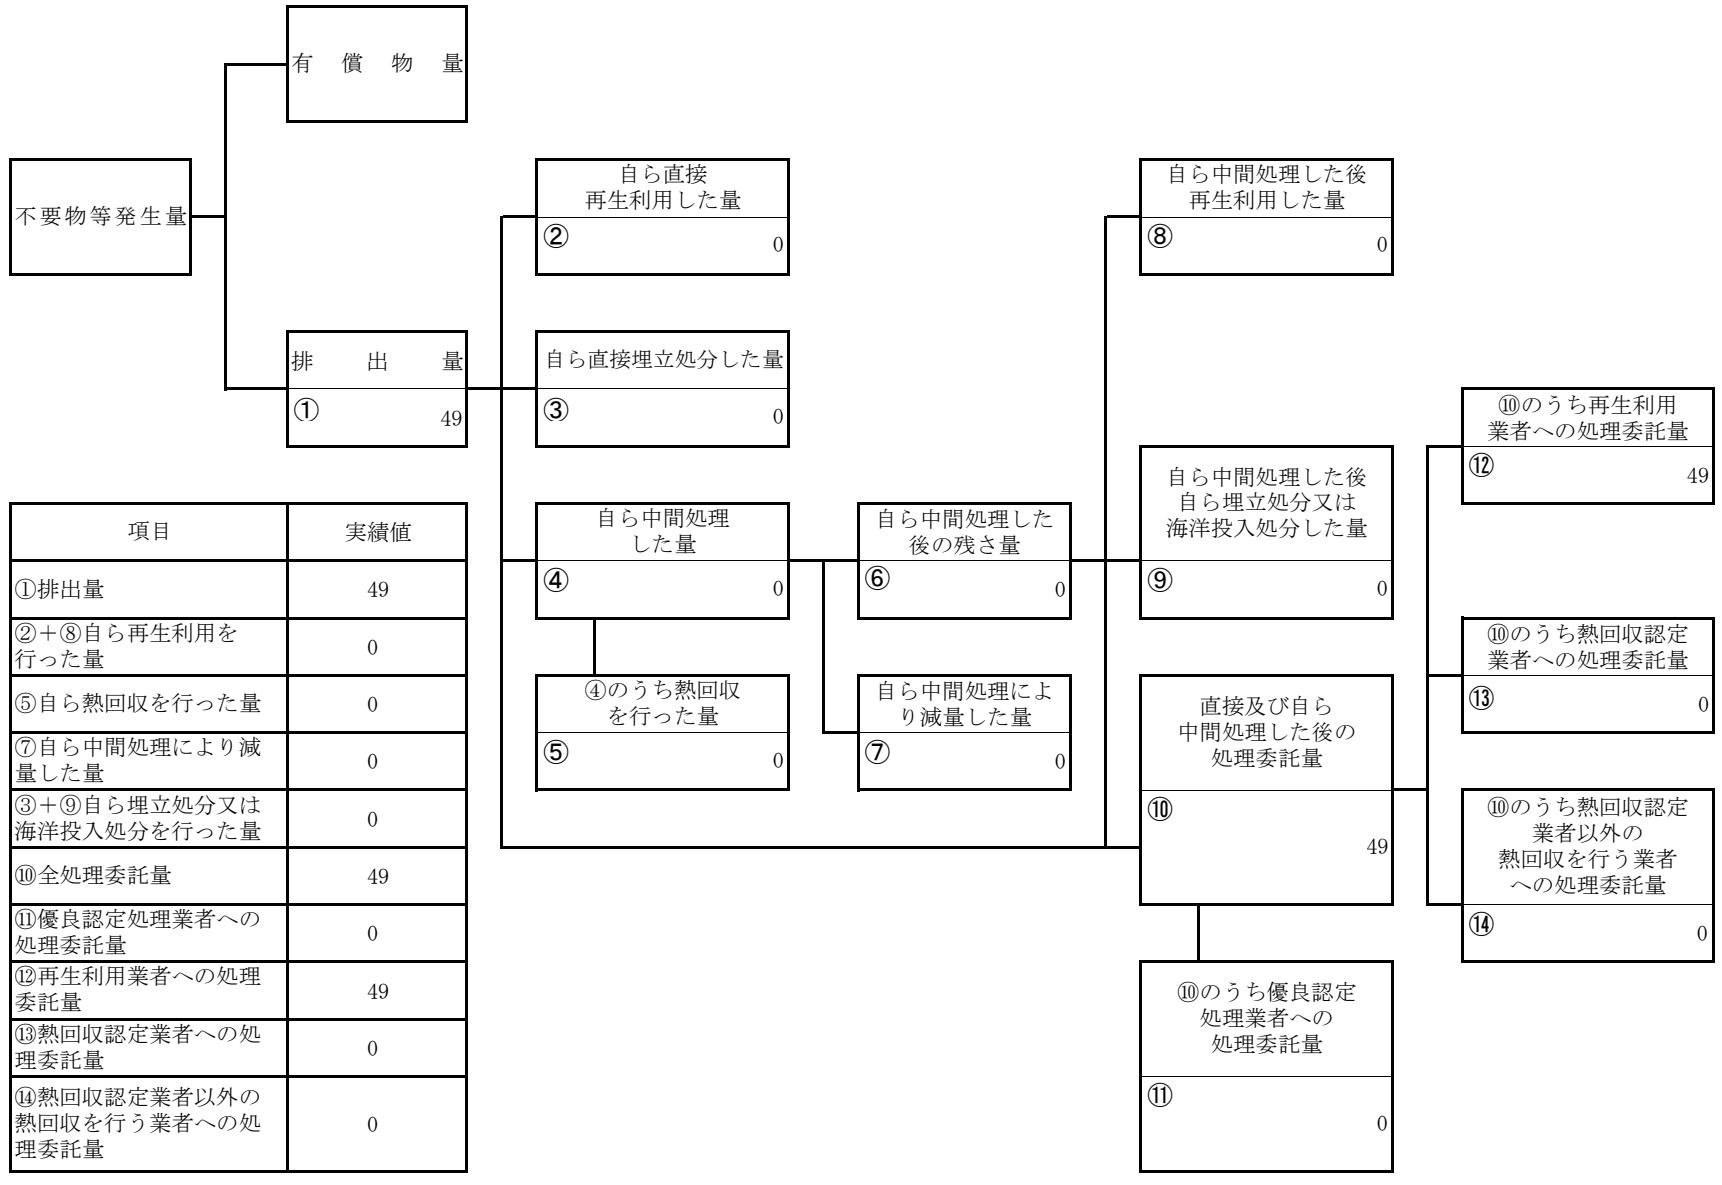 有償物量
不要物等発生量
排出量
①
49
自ら直接
再生利用した量
②
0
自ら直接埋立処分した量
③
0
自ら中間処理
した量
④
0
④のうち熱回収
を行った量
⑤
0
自ら中間処理した
後の残さ量
⑥
0
自ら中間処理によ
り減量した量
⑦
0
自ら中間処理した後
再生利用した量
⑧
0
自ら中間処理した後
自ら埋立処分又は
海洋投入処分した量
⑨
0
直接及び自ら
中間処理した後の
処理委託量
⑩
49
⑩のうち優良認定
処理業者への
処理委託量
⑪
0
⑩のうち再生利用
業者への処理委託量
⑫
49
⑩のうち熱回収認定
業者への処理委託量
⑬
0
⑩のうち熱回収認定
業者以外の
熱回収を行う業者
への処理委託量
⑭
0
項目 実績値
①排出量 49
②＋⑧自ら再生利用を
行った量 0
⑤自ら熱回収を行った量 0
⑦自ら中間処理により減
量した量 0
③＋⑨自ら埋立処分又は
海洋投入処分を行った量 0
⑩全処理委託量 49
⑪優良認定処理業者への
処理委託量 0
⑫再生利用業者への処理
委託量 49
⑬熱回収認定業者への処
理委託量 0
⑭熱回収認定業者以外の
熱回収を行う業者への処
理委託量 0